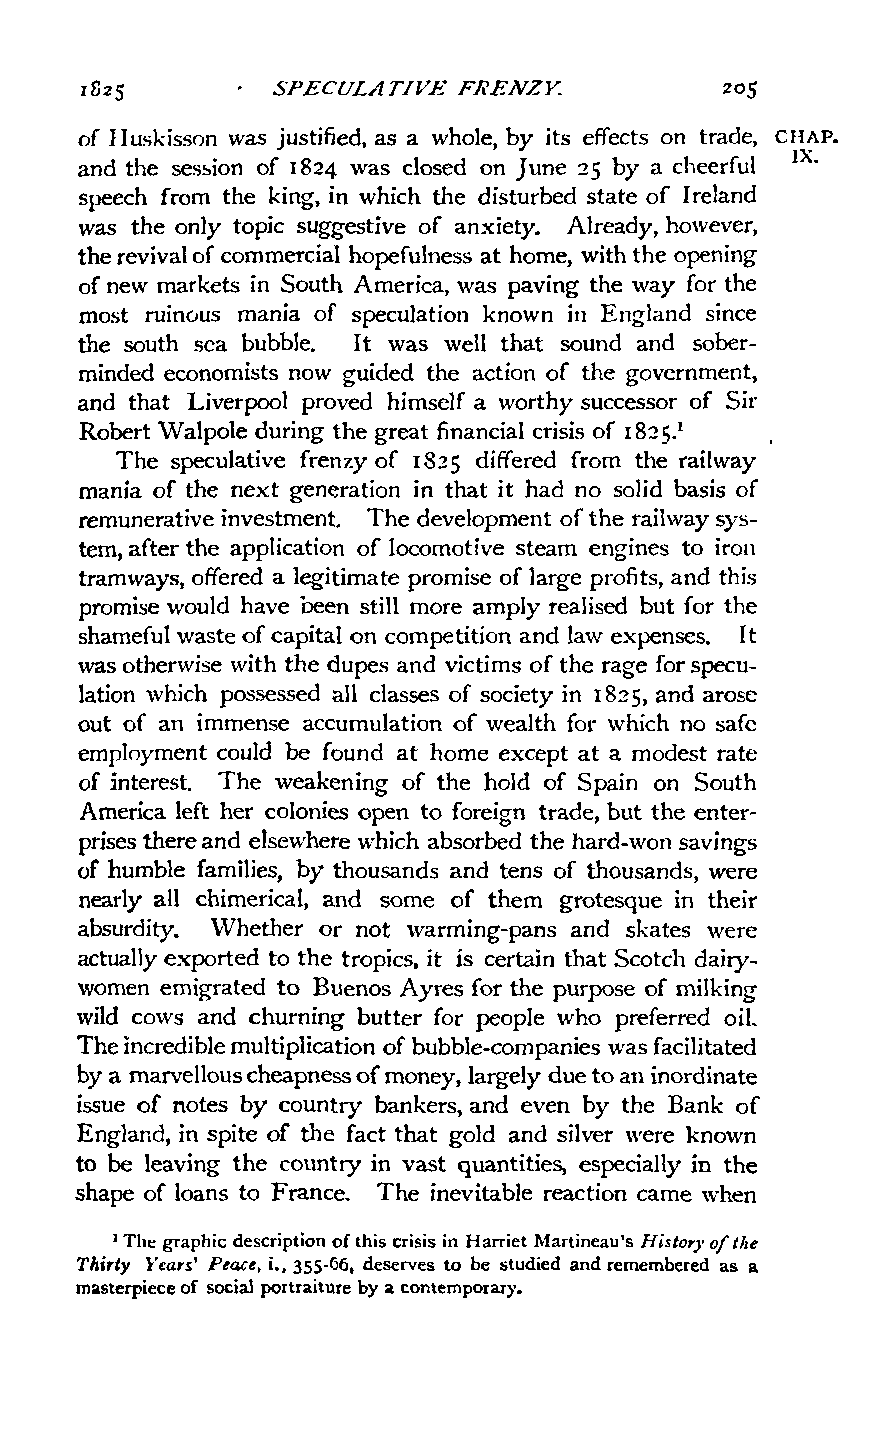 1825 SPECULATIVE FRENZY. 205
of Huskisson was justified, as a whole, by its effects on trade, CHAP.
and the session of 1824 was closed on June 25 by a cheerful IX.
speech from the king, in which the disturbed state of Ireland
was the only topic suggestive of anxiety. Already, however,
the revival of commercial hopefulness at home, with the opening
of new markets in South America, was paving the way for the
most ruinous mania of speculation known in England since
the south sea bubble. It was well that sound and sober-
minded economists now guided the action of the government,
and that Liverpool proved himself a worthy successor of Sir
Robert Walpole during the great financial crisis of 1825.¹
The speculative frenzy of 1825 differed from the railway
mania of the next generation in that it had no solid basis of
remunerative investment. The development of the railway sys-
tem, after the application of locomotive steam engines to iron
tramways, offered a legitimate promise of large profits, and this
promise would have been still more amply realised but for the
shameful waste of capital on competition and law expenses. It
was otherwise with the dupes and victims of the rage for specu-
lation which possessed all classes of society in 1825, and arose
out of an immense accumulation of wealth for which no safe
employment could be found at home except at a modest rate
of interest. The weakening of the hold of Spain on South
America left her colonies open to foreign trade, but the enter-
prises there and elsewhere which absorbed the hard-won savings
of humble families, by thousands and tens of thousands, were
nearly all chimerical, and some of them grotesque in their
absurdity. Whether or not warming-pans and skates were
actually exported to the tropics, it is certain that Scotch dairy-
women emigrated to Buenos Ayres for the purpose of milking
wild cows and churning butter for people who preferred oil.
The incredible multiplication of bubble-companies was facilitated
by a marvellous cheapness of money, largely due to an inordinate
issue of notes by country bankers, and even by the Bank of
England, in spite of the fact that gold and silver were known
to be leaving the country in vast quantities, especially in the
shape of loans to France. The inevitable reaction came when
¹ The graphic description of this crisis in Harriet Martineau's History of the
Thirty Years' Peace, i., 355-66, deserves to be studied and remembered as a
masterpiece of social portraiture by a contemporary.